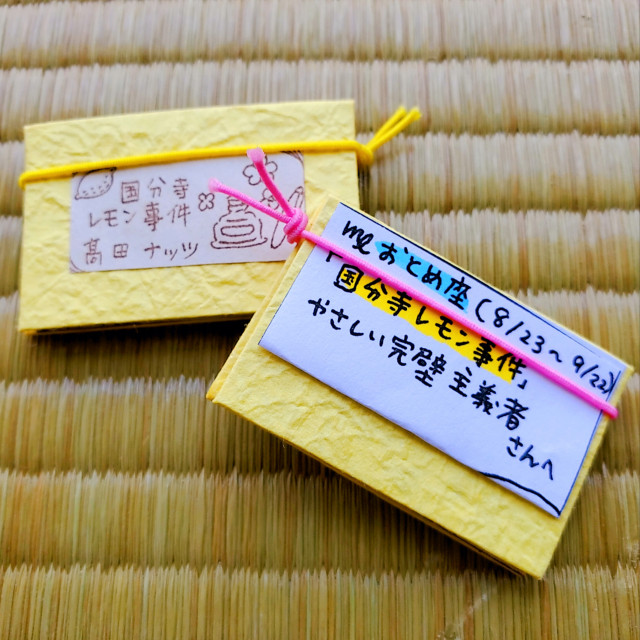 国分寺
レモン事件
髙田 ナッツ
おとめ座(8/23~9/22)
「国分寺レモン事件」
やさしい完璧主義者
さんへ